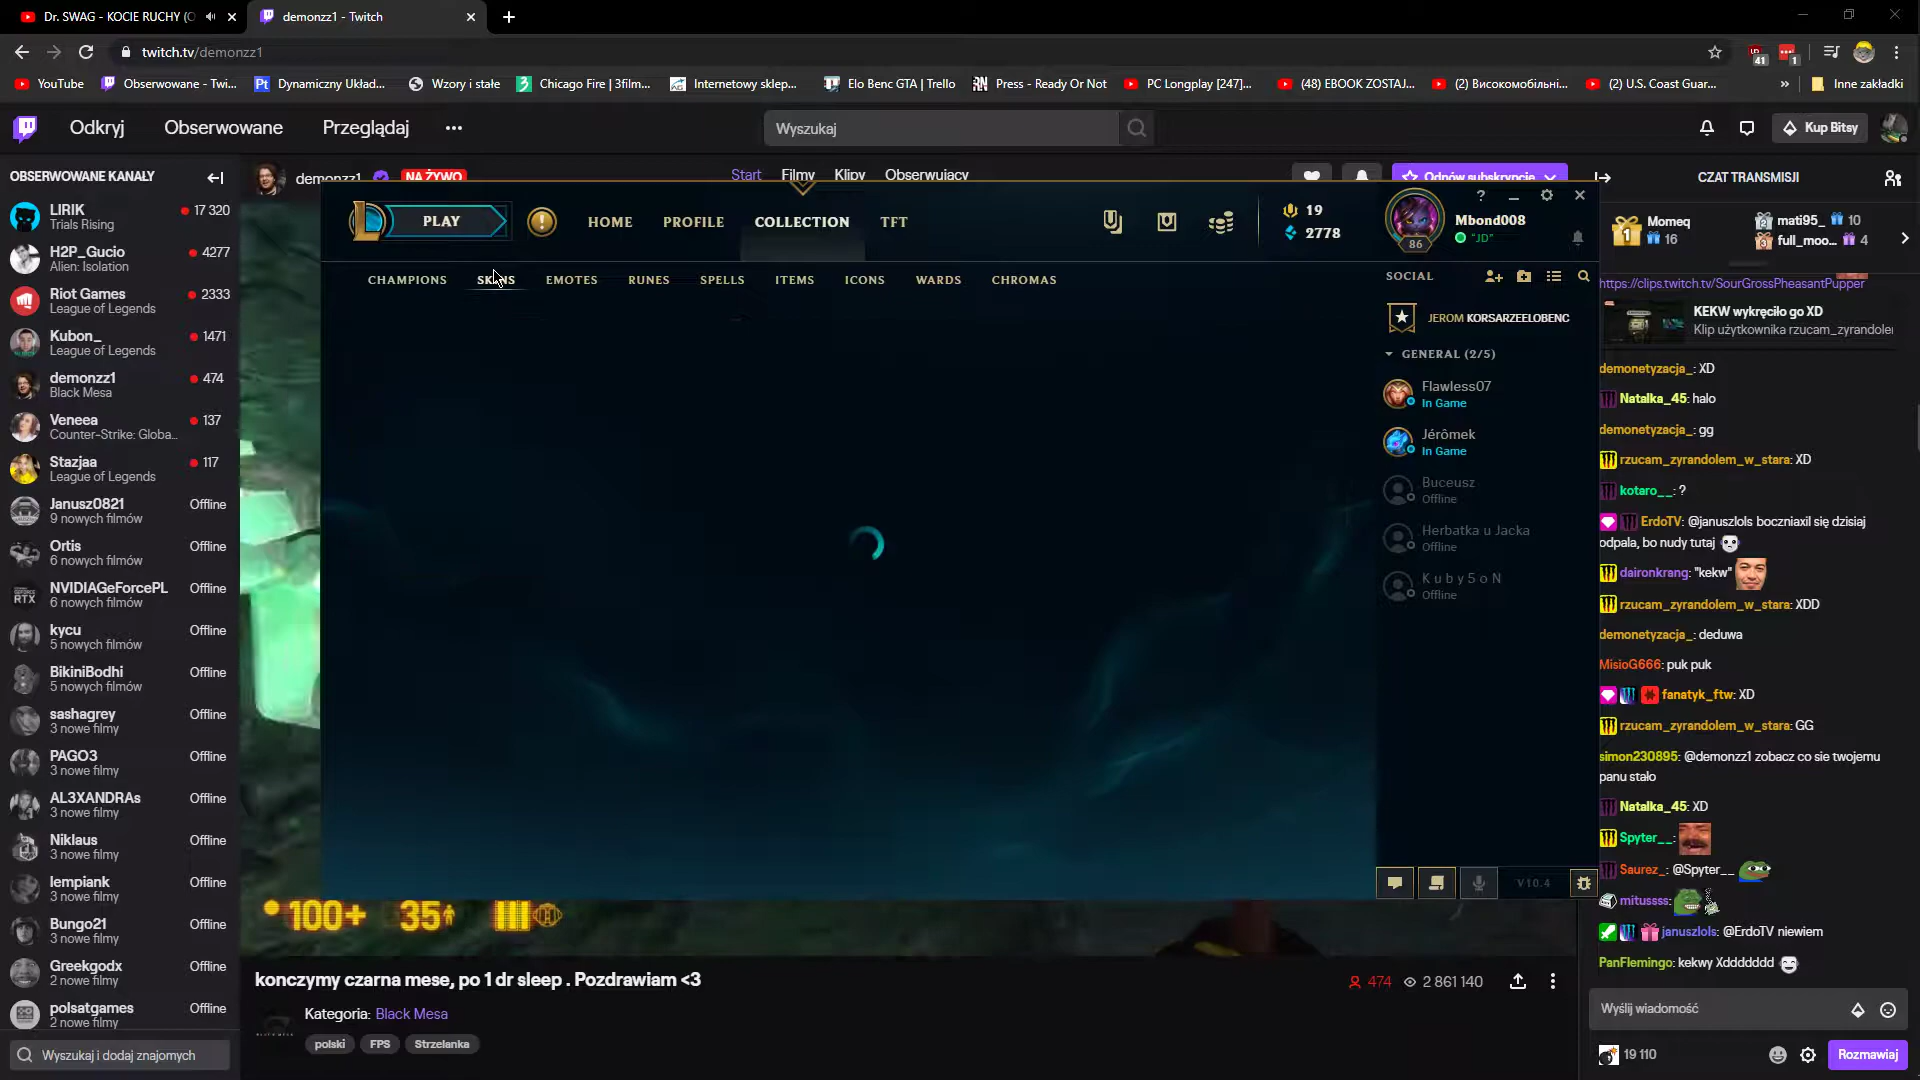 Dr. SWAG - KOCIE RUCHY (O
demonzz1 - Twitch
twitch.tv/demonzz1
41
1
YouTube
Obserwowane - Twi...
Dynamiczny Układ...
Wzory i stałe
Chicago Fire | 3film...
Internetowy sklep...
Elo Benc GTA | Trello
Press - Ready Or Not
PC Longplay [247]...
(48) EBOOK ZOSTAJ...
(2) Високомобільні...
(2) U.S. Coast Guar...
»
Inne zakładki
Odkryj
Obserwowane
Przeglądaj
Wyszukaj
Kup Bitsy
OBSERWOWANE KANAŁY
LIRIK
17 320
Trials Rising
H2P_Gucio
4277
Alien: Isolation
Riot Games
2333
League of Legends
Kubon_
1471
League of Legends
demonzz1
474
Black Mesa
Veneea
137
Counter-Strike: Globa...
Stazjaa
117
League of Legends
Janusz0821
Offline
9 nowych filmów
Ortis
Offline
6 nowych filmów
NVIDIAGeForcePL
Offline
6 nowych filmów
kycu
Offline
5 nowych filmów
BikiniBodhi
Offline
5 nowych filmów
sashagrey
Offline
3 nowe filmy
PAGO3
Offline
3 nowe filmy
AL3XANDRAs
Offline
3 nowe filmy
Niklaus
Offline
3 nowe filmy
lempiank
Offline
3 nowe filmy
Bungo21
Offline
3 nowe filmy
Greekgodx
Offline
3 nowe filmy
polsatgames
Offline
2 nowe filmy
Wyszukaj i dodaj znajomych
demonzz1
NA ŻYWO
Start
Filmy
Klipy
Obserwujący
Odnów subskrypcję
PLAY
HOME
PROFILE
COLLECTION
TFT
19
2778
86
Mbond008
"JD"
CHAMPIONS
SKINS
EMOTES
RUNES
SPELLS
ITEMS
ICONS
WARDS
CHROMAS
SOCIAL
JEROM KORSARZEELOBENC
GENERAL (2/5)
Flawless07
In Game
Jérômek
In Game
Buceusz
Offline
Herbatka u Jacka
Offline
K u b y 5 o N
Offline
V10.4
100+
35
konczymy czarna mese, po 1 dr sleep . Pozdrawiam <3
474
2 861 140
Kategoria: Black Mesa
polski
FPS
Strzelanka
CZAT TRANSMISJI
1
Momeq
16
2
mati95_
10
3
full_moo...
4
https://clips.twitch.tv/SourGrossPheasantPupper
KEKW wykręciło go XD
Klip użytkownika rzucam_zyrandoler
demonetyzacja_: XD
Natalka_45: halo
demonetyzacja_: gg
rzucam_zyrandolem_w_stara: XD
kotaro__: ?
ErdoTV: @januszlols boczniaxil się dzisiaj
odpala, bo nudy tutaj
daironkrang: "kekw"
rzucam_zyrandolem_w_stara: XDD
demonetyzacja_: deduwa
MisioG666: puk puk
fanatyk_ftw: XD
rzucam_zyrandolem_w_stara: GG
simon230895: @demonzz1 zobacz co sie twojemu
panu stało
Natalka_45: XD
Spyter__:
Saurez_: @Spyter__
mitussss:
januszlols: @ErdoTV niewiem
PanFlemingo: kekwy Xddddddd
Wyślij wiadomość
19 110
Rozmawiaj